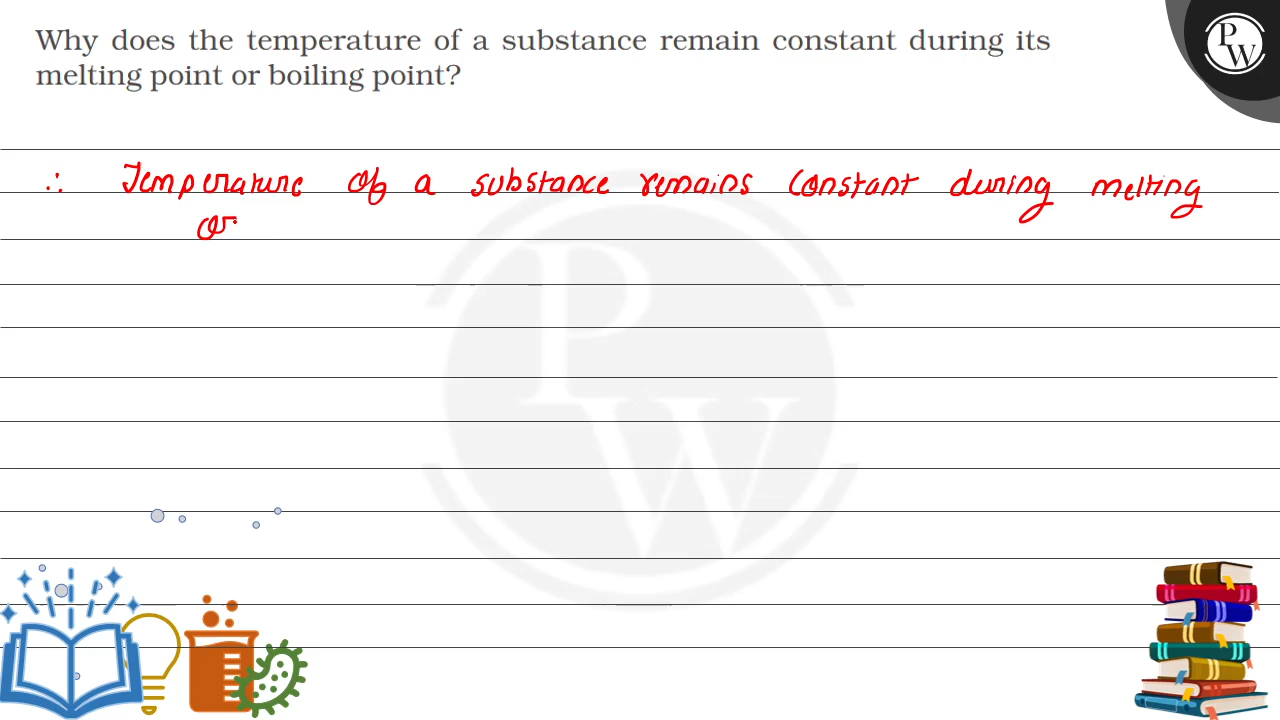 Why does the temperature of a substance remain constant during its
melting point or boiling point?
P
W
∴ Temperature of a substance remains constant during melting
or
P
W